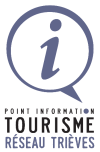 i
POINT INFORMATION
TOURISME
RÉSEAU TRIÈVES